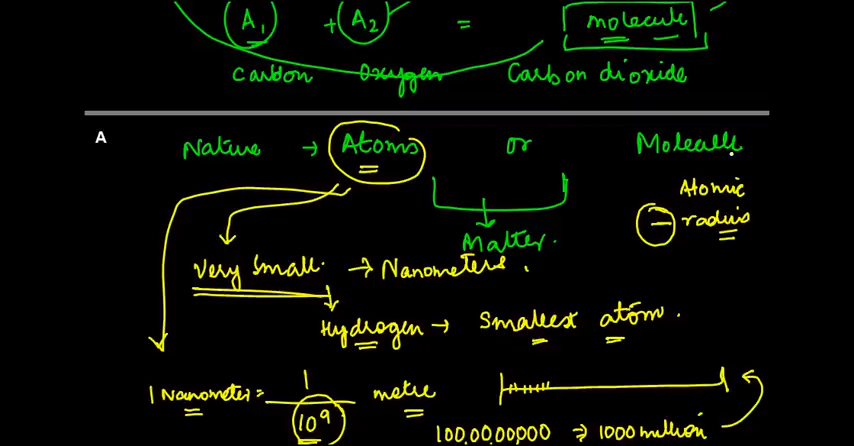 A₁ + A₂ = molecule
Carbon Oxygen Carbon dioxide
A
Nature → Atoms or Molecule
Atomic
radius
Matter.
Very Small. → Nanometers.
Hydrogen → Smallest atom.
1 Nanometer = 1/10⁹ metre
100,00,00,000 ⇒ 1000 million